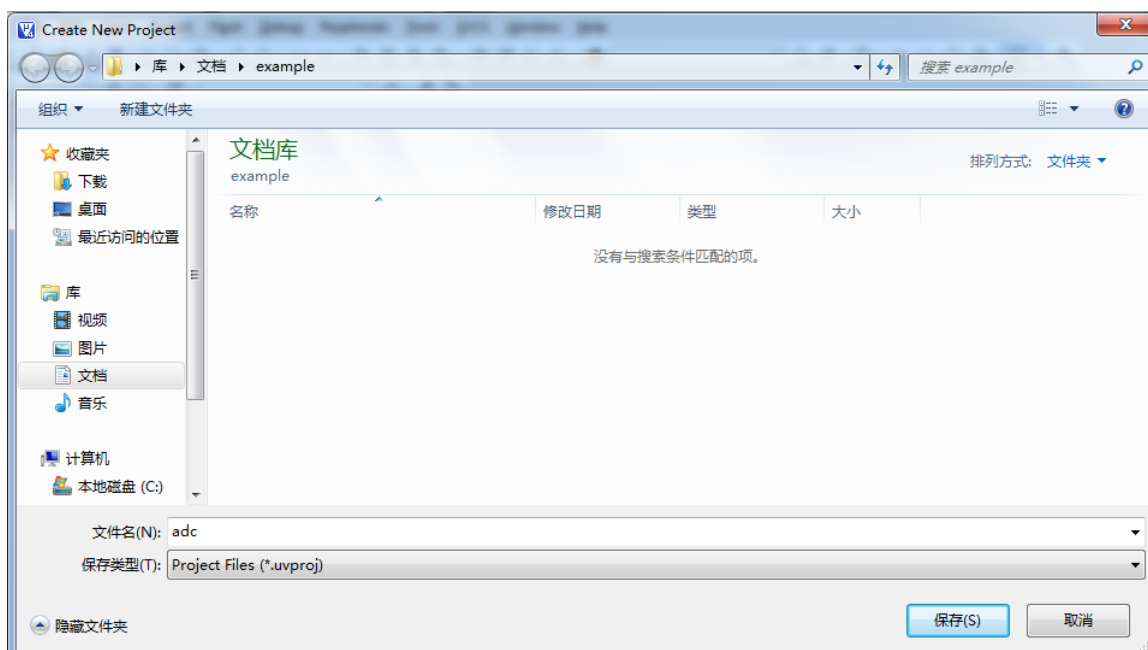 Create New Project
库 文档 example
搜索 example
组织 新建文件夹
收藏夹
下载
桌面
最近访问的位置
库
视频
图片
文档
音乐
计算机
本地磁盘 (C:)
文档库
example
排列方式: 文件夹
名称 修改日期 类型 大小
没有与搜索条件匹配的项。
文件名(N): adc
保存类型(T): Project Files (*.uvproj)
隐藏文件夹
保存(S) 取消